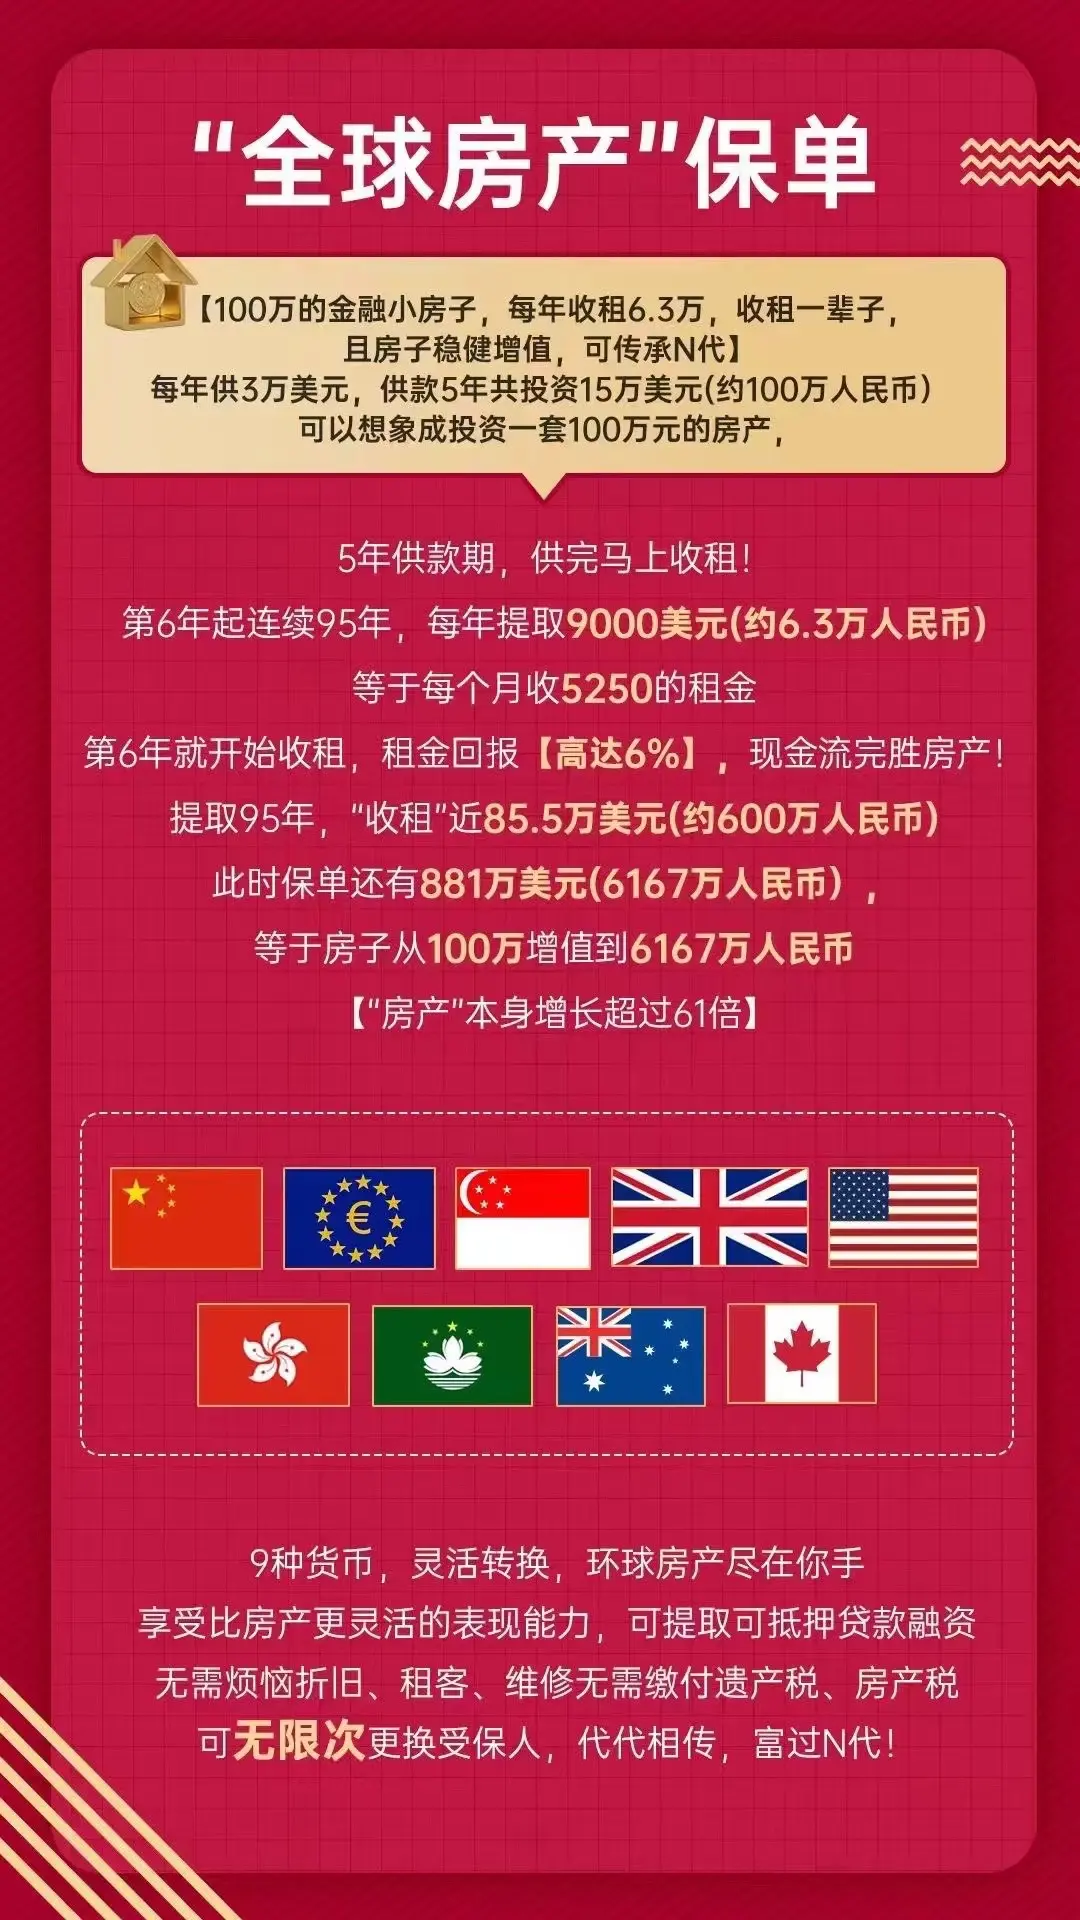 “全球房产”保单
【100万的金融小房子，每年收租6.3万，收租一辈子，
且房子稳健增值，可传承N代】
每年供3万美元，供款5年共投资15万美元(约100万人民币）
可以想象成投资一套100万元的房产，
5年供款期，供完马上收租！
第6年起连续95年，每年提取9000美元(约6.3万人民币)
等于每个月收5250的租金
第6年就开始收租，租金回报【高达6%】，现金流完胜房产！
提取95年，“收租”近85.5万美元(约600万人民币)
此时保单还有881万美元(6167万人民币），
等于房子从100万增值到6167万人民币
【“房产”本身增长超过61倍】
€
9种货币，灵活转换，环球房产尽在你手
享受比房产更灵活的表现能力，可提取可抵押贷款融资
无需烦恼折旧、租客、维修无需缴付遗产税、房产税
可无限次更换受保人，代代相传，富过N代！